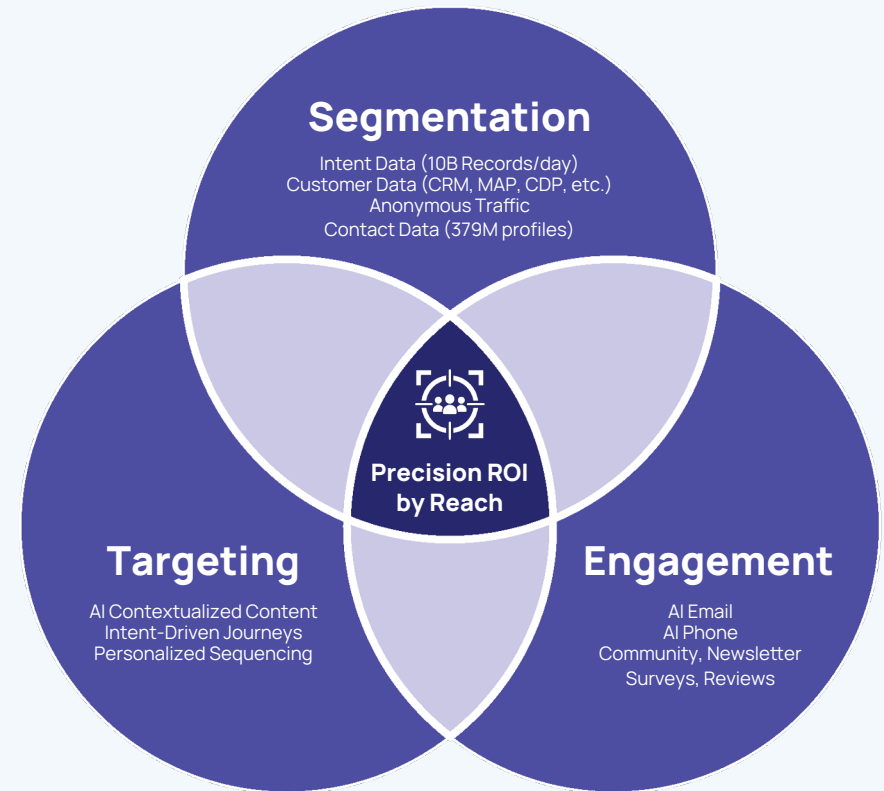 Segmentation
Intent Data (10B Records/day)
Customer Data (CRM, MAP, CDP, etc.)
Anonymous Traffic
Contact Data (379M profiles)
Precision ROI
by Reach
Targeting
AI Contextualized Content
Intent-Driven Journeys
Personalized Sequencing
Engagement
AI Email
AI Phone
Community, Newsletter
Surveys, Reviews